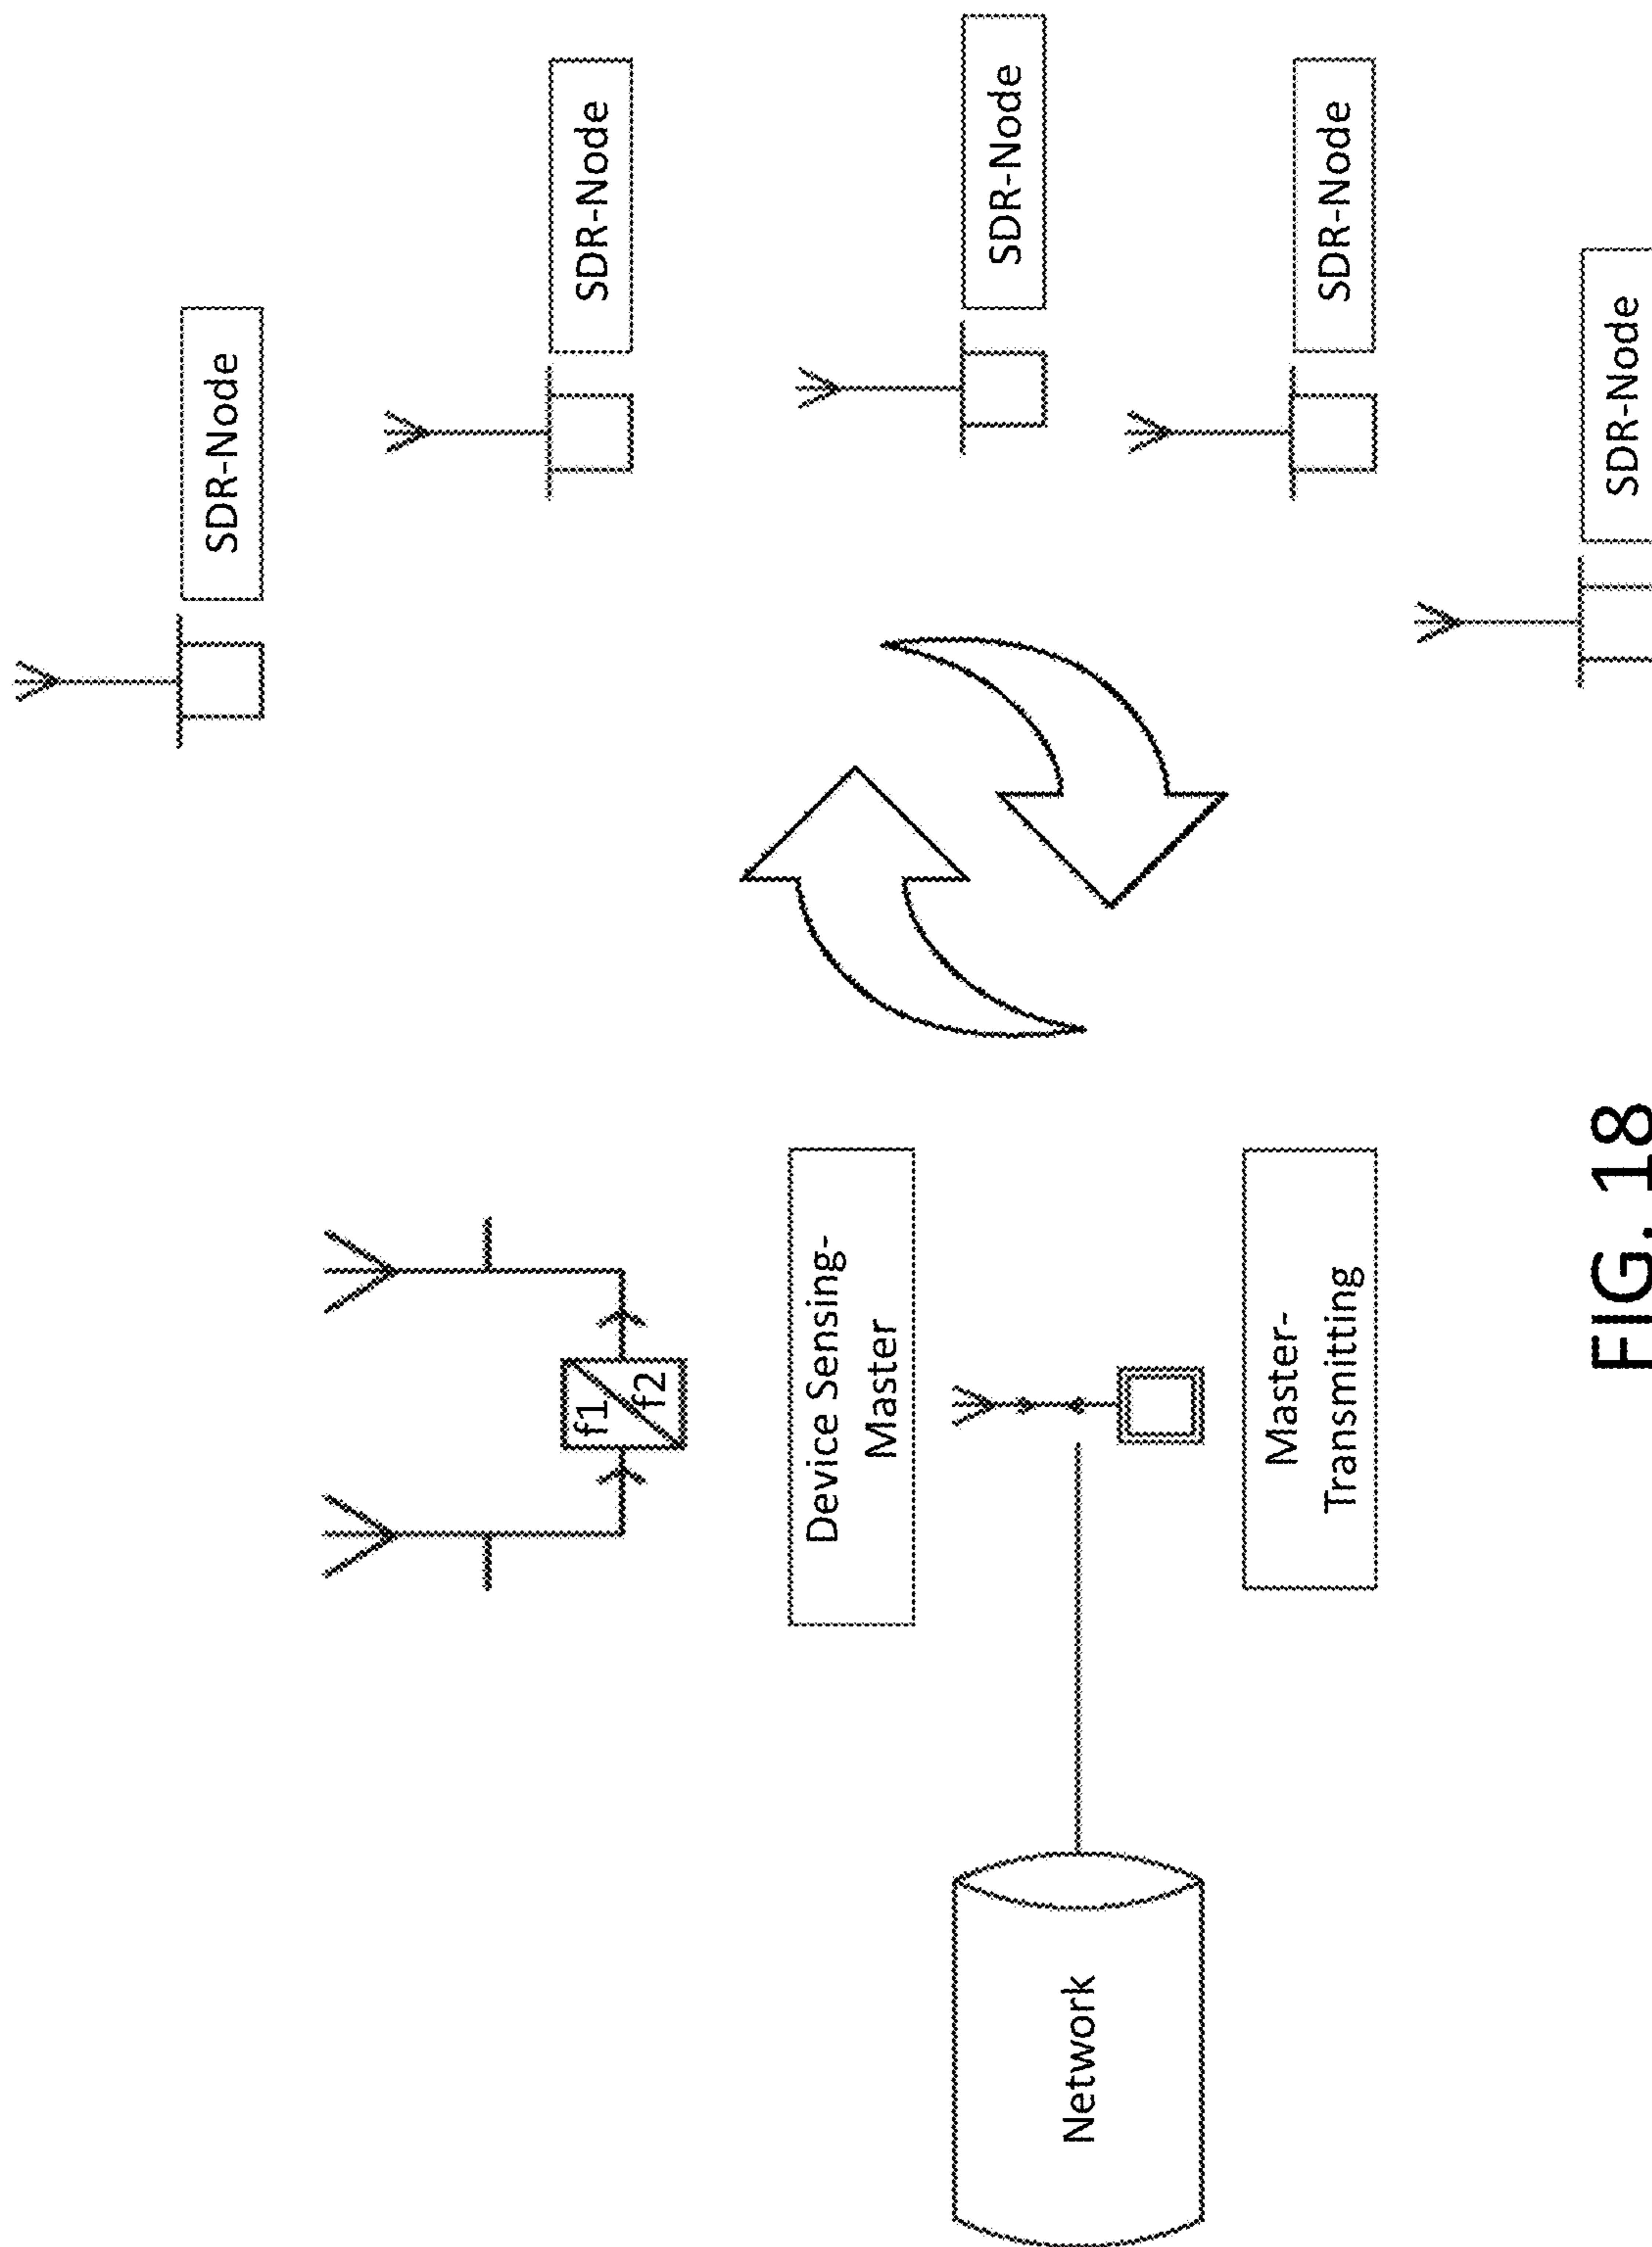 SDR-Node
f1
f2
SDR-Node
Device Sensing-
Master
SDR-Node
Network
Master-
Transmiting
SDR-Node
SDR-Node
FIG. 18